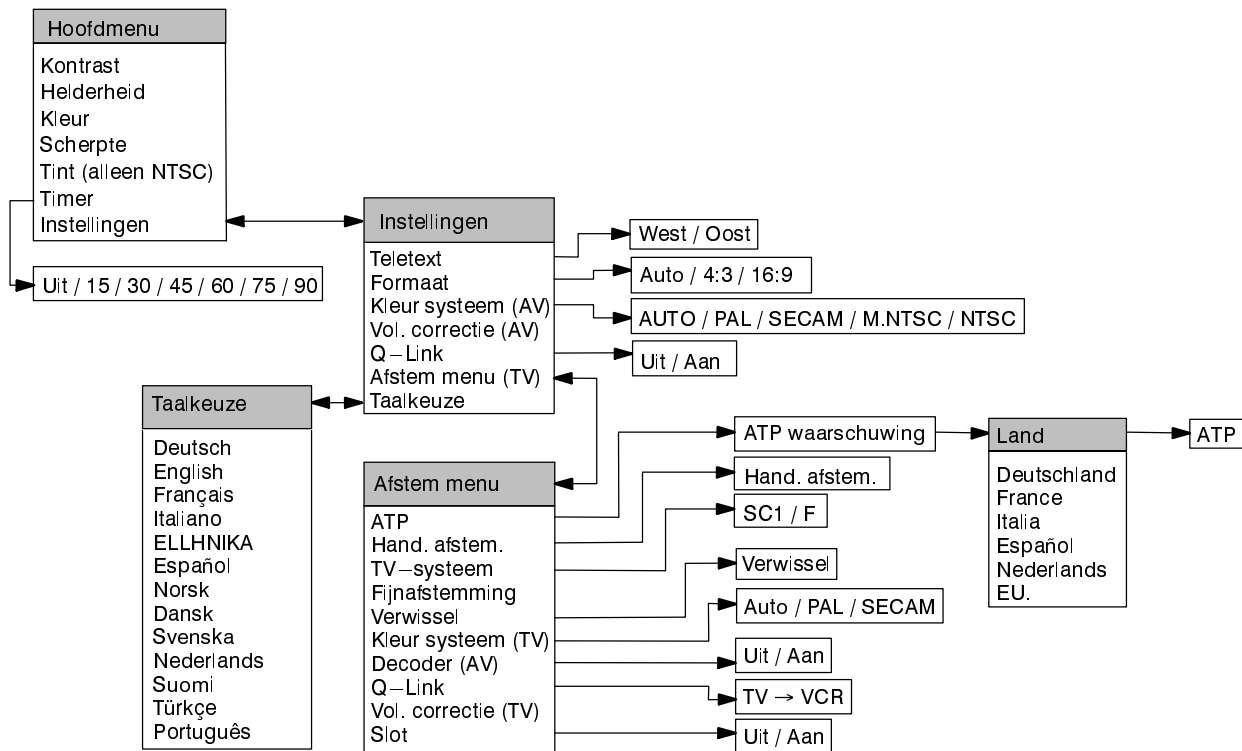 Hoofdmenu
Kontrast
Helderheid
Kleur
Scherpte
Tint (alleen NTSC)
Timer
Instellingen
Uit / 15 / 30 / 45 / 60 / 75 / 90
Instellingen
Teletext
Formaat
Kleur systeem (AV)
Vol. correctie (AV)
Q−Link
Afstem menu (TV)
Taalkeuze
West / Oost
Auto / 4:3 / 16:9
AUTO / PAL / SECAM / M.NTSC / NTSC
Uit / Aan
Taalkeuze
Deutsch
English
Français
Italiano
ELLHNIKA
Español
Norsk
Dansk
Svenska
Nederlands
Suomi
Türkçe
Português
Afstem menu
ATP
Hand. afstem.
TV−systeem
Fijnafstemming
Verwissel
Kleur systeem (TV)
Decoder (AV)
Q−Link
Vol. correctie (TV)
Slot
ATP waarschuwing
Hand. afstem.
SC1 / F
Verwissel
Auto / PAL / SECAM
Uit / Aan
TV → VCR
Uit / Aan
Land
Deutschland
France
Italia
Español
Nederlands
EU.
ATP